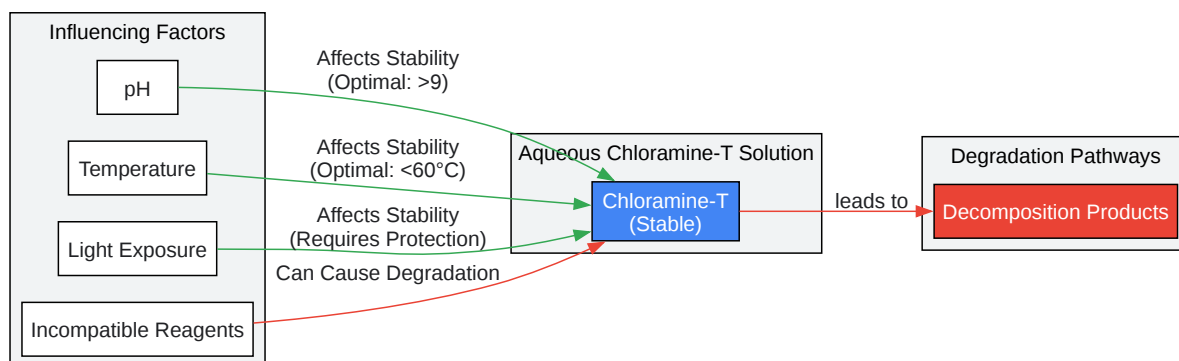 Influencing Factors
pH
Temperature
Light Exposure
Incompatible Reagents
Affects Stability
(Optimal: >9)
Affects Stability
(Optimal: <60°C)
Affects Stability
(Requires Protection)
Can Cause Degradation
Aqueous Chloramine-T Solution
Chloramine-T
(Stable)
leads to
Degradation Pathways
Decomposition Products